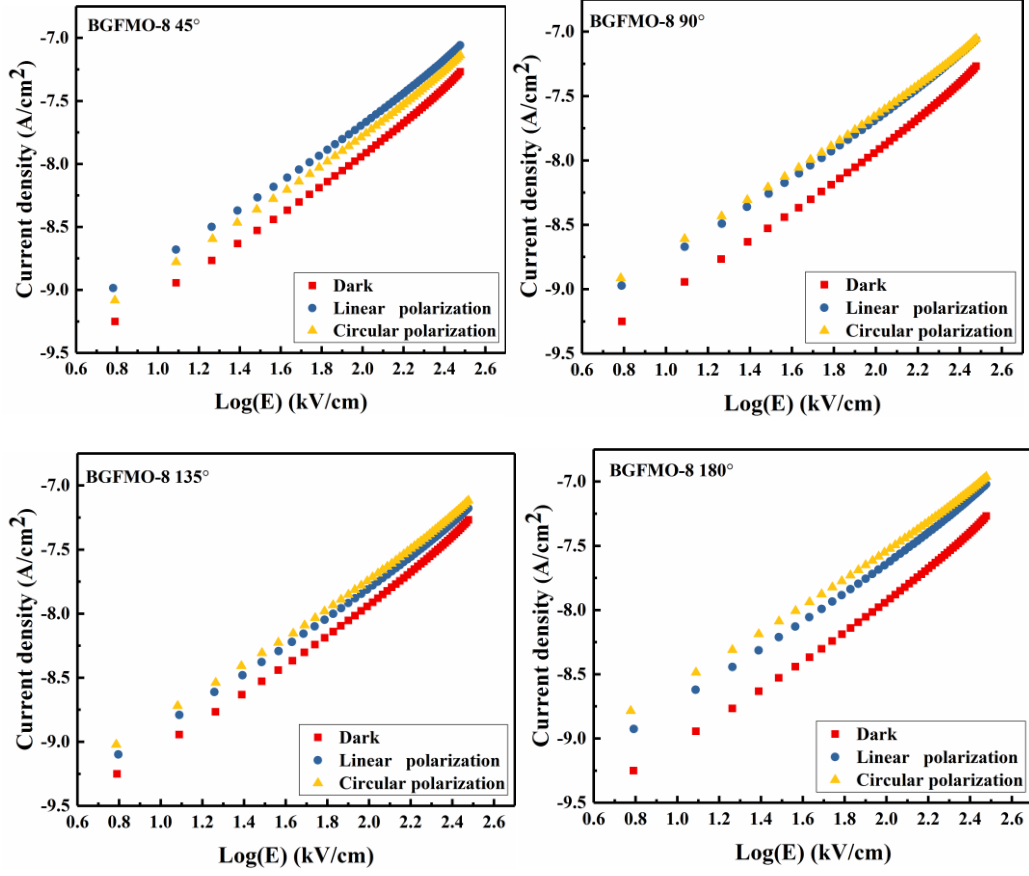 BGFMO-8 45°
Current density (A/cm²)
-7.0
-7.5
-8.0
-8.5
-9.0
-9.5
Dark
Linear polarization
Circular polarization
0.6 0.8 1.0 1.2 1.4 1.6 1.8 2.0 2.2 2.4 2.6
Log(E) (kV/cm)
BGFMO-8 90°
Current density (A/cm²)
-7.0
-7.5
-8.0
-8.5
-9.0
-9.5
Dark
Linear polarization
Circular polarization
0.6 0.8 1.0 1.2 1.4 1.6 1.8 2.0 2.2 2.4 2.6
Log(E) (kV/cm)
BGFMO-8 135°
Current density (A/cm²)
-7.0
-7.5
-8.0
-8.5
-9.0
-9.5
Dark
Linear polarization
Circular polarization
0.6 0.8 1.0 1.2 1.4 1.6 1.8 2.0 2.2 2.4 2.6
Log(E) (kV/cm)
BGFMO-8 180°
Current density (A/cm²)
-7.0
-7.5
-8.0
-8.5
-9.0
-9.5
Dark
Linear polarization
Circular polarization
0.6 0.8 1.0 1.2 1.4 1.6 1.8 2.0 2.2 2.4 2.6
Log(E) (kV/cm)